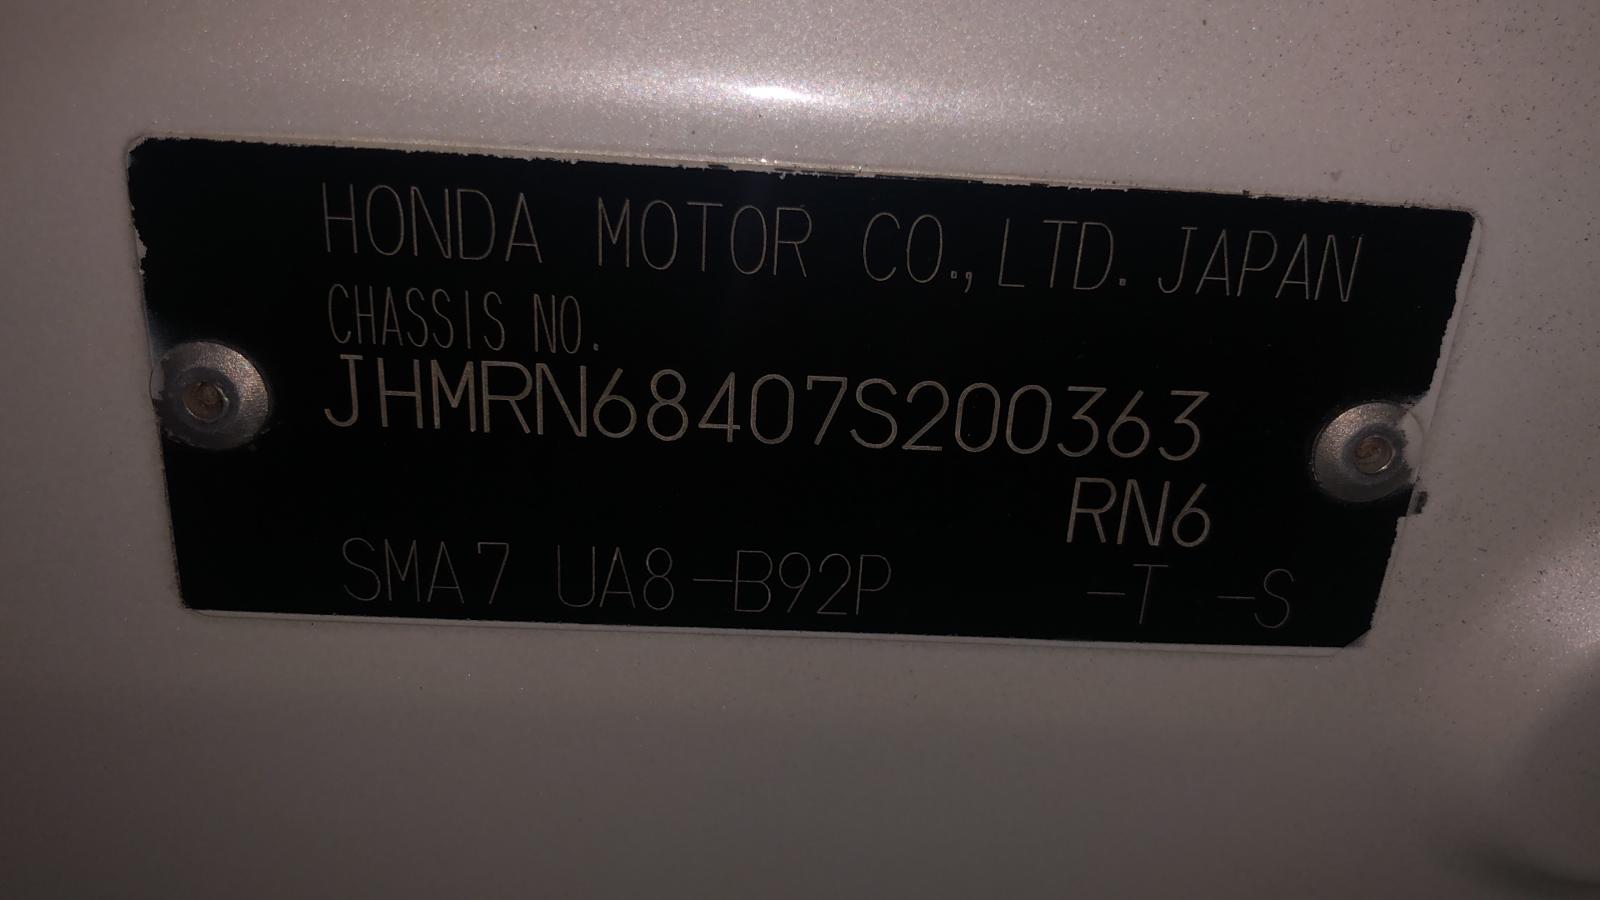 HONDA MOTOR CO., LTD. JAPAN
CHASSIS NO.
JHMRN68407S200363
RN6
SMA7 UA8-B92P -T -S